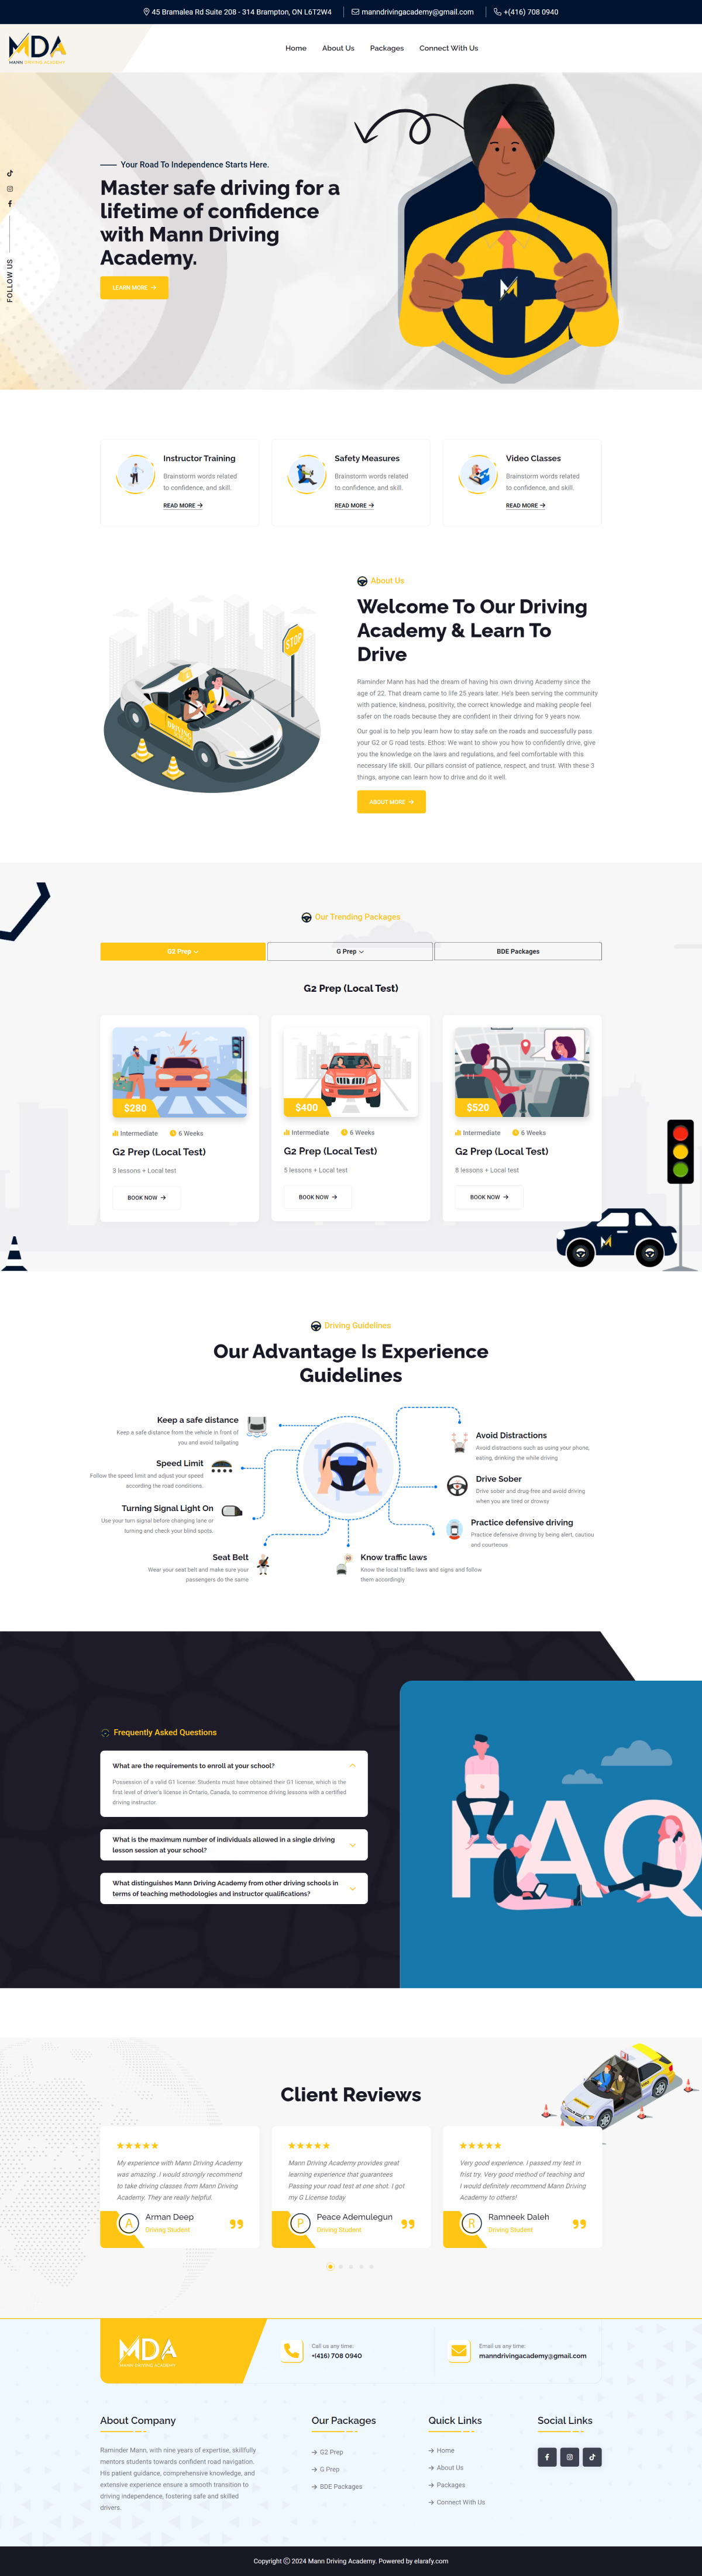 45 Bramalea Rd Suite 208 - 314 Brampton, ON L6T2W4
manndrivingacademy@gmail.com
+(416) 708 0940
MDA
MANN DRIVING ACADEMY
Home
About Us
Packages
Connect With Us
FOLLOW US
Your Road To Independence Starts Here.
Master safe driving for a
lifetime of confidence
with Mann Driving
Academy.
LEARN MORE
Instructor Training
Brainstorm words related
to confidence, and skill.
READ MORE
Safety Measures
Brainstorm words related
to confidence, and skill.
READ MORE
Video Classes
Brainstorm words related
to confidence, and skill.
READ MORE
STOP
About Us
Welcome To Our Driving
Academy & Learn To
Drive
Raminder Mann has had the dream of having his own driving Academy since the
age of 22. That dream came to life 25 years later. He's been serving the community
with patience, kindness, positivity, the correct knowledge and making people feel
safer on the roads because they are confident in their driving for 9 years now.
Our goal is to help you learn how to stay safe on the roads and successfully pass
your G2 or G road tests. Ethos: We want to show you how to confidently drive, give
you the knowledge on the laws and regulations, and feel comfortable with this
necessary life skill. Our pillars consist of patience, respect, and trust. With these 3
things, anyone can learn how to drive and do it well.
ABOUT MORE
Our Trending Packages
G2 Prep
G Prep
BDE Packages
G2 Prep (Local Test)
$280
Intermediate
6 Weeks
G2 Prep (Local Test)
3 lessons + Local test
BOOK NOW
$400
Intermediate
6 Weeks
G2 Prep (Local Test)
5 lessons + Local test
BOOK NOW
$520
Intermediate
6 Weeks
G2 Prep (Local Test)
8 lessons + Local test
BOOK NOW
Driving Guidelines
Our Advantage Is Experience
Guidelines
Keep a safe distance
Keep a safe distance from the vehicle in front of
you and avoid tailgating
Speed Limit
Follow the speed limit and adjust your speed
according the road conditions.
Turning Signal Light On
Use your turn signal before changing lane or
turning and check your blind spots.
Seat Belt
Wear your seat belt and make sure your
passengers do the same
Avoid Distractions
Avoid distractions such as using your phone,
eating, drinking the while driving
Drive Sober
Drive sober and drug-free and avoid driving
when you are tired or drowsy
Practice defensive driving
Practice defensive driving by being alert, cautiou
and courteous
Know traffic laws
Know the local traffic laws and signs and follow
them accordingly
Frequently Asked Questions
What are the requirements to enroll at your school?
Possession of a valid G1 license: Students must have obtained their G1 license, which is the
first level of driver's license in Ontario, Canada, to commence driving lessons with a certified
driving instructor.
What is the maximum number of individuals allowed in a single driving
lesson session at your school?
What distinguishes Mann Driving Academy from other driving schools in
terms of teaching methodologies and instructor qualifications?
FAQ
Client Reviews
My experience with Mann Driving Academy
was amazing .I would strongly recommend
to take driving classes from Mann Driving
Academy. They are really helpful.
A
Arman Deep
Driving Student
Mann Driving Academy provides great
learning experience that guarantees
Passing your road test at one shot. I got
my G License today
P
Peace Ademulegun
Driving Student
Very good experience. I passed my test in
frist try. Very good method of teaching and
I would definitely recommend Mann Driving
Academy to others!
R
Ramneek Daleh
Driving Student
MDA
MANN DRIVING ACADEMY
Call us any time:
+(416) 708 0940
Email us any time:
manndrivingacademy@gmail.com
About Company
Raminder Mann, with nine years of expertise, skillfully
mentors students towards confident road navigation.
His patient guidance, comprehensive knowledge, and
extensive experience ensure a smooth transition to
driving independence, fostering safe and skilled
drivers.
Our Packages
G2 Prep
G Prep
BDE Packages
Quick Links
Home
About Us
Packages
Connect With Us
Social Links
Copyright © 2024 Mann Driving Academy. Powered by elarafy.com